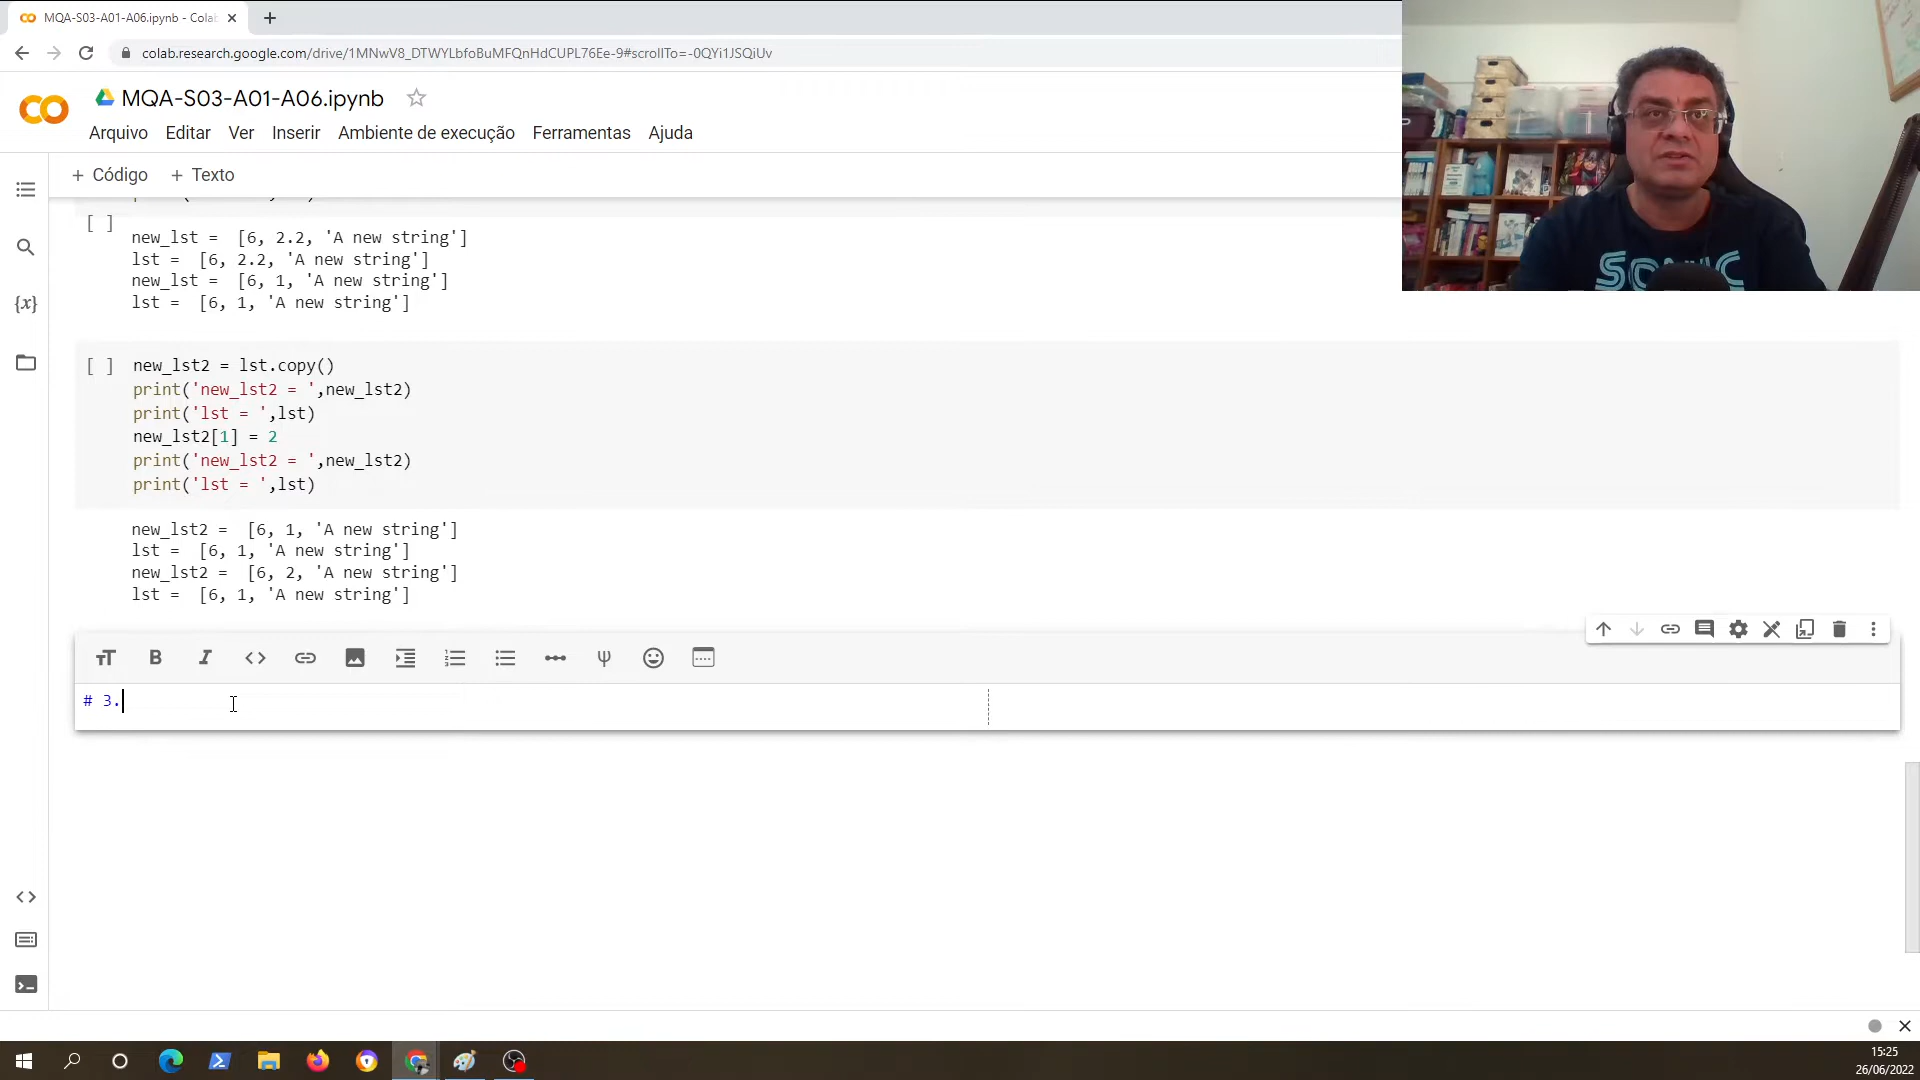 MQA-S03-A01-A06.ipynb - Cola
colab.research.google.com/drive/1MNwV8_DTWYLbfoBuMFQnHdCUPL76Ee-9#scrollTo=-0QYi1JSQiUv
MQA-S03-A01-A06.ipynb
Arquivo Editar Ver Inserir Ambiente de execução Ferramentas Ajuda
+ Código + Texto
[ ]
new_lst =  [6, 2.2, 'A new string']
lst =  [6, 2.2, 'A new string']
new_lst =  [6, 1, 'A new string']
lst =  [6, 1, 'A new string']
[ ] new_lst2 = lst.copy()
print('new_lst2 = ',new_lst2)
print('lst = ',lst)
new_lst2[1] = 2
print('new_lst2 = ',new_lst2)
print('lst = ',lst)
new_lst2 =  [6, 1, 'A new string']
lst =  [6, 1, 'A new string']
new_lst2 =  [6, 2, 'A new string']
lst =  [6, 1, 'A new string']
# 3.
SONIC
15:25
26/06/2022